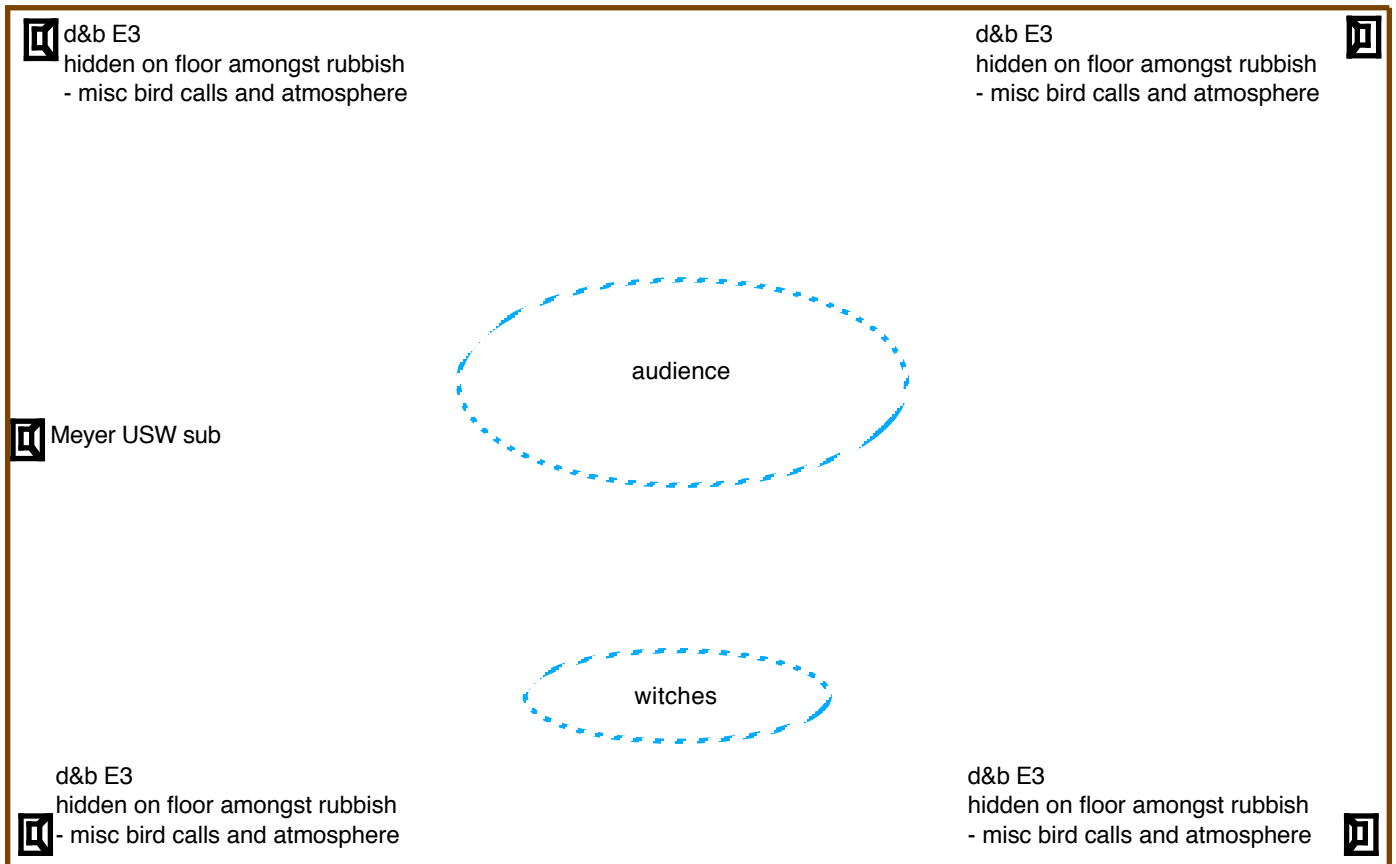 d&b E3
hidden on floor amongst rubbish
- misc bird calls and atmosphere
d&b E3
hidden on floor amongst rubbish
- misc bird calls and atmosphere
audience
Meyer USW sub
witches
d&b E3
hidden on floor amongst rubbish
- misc bird calls and atmosphere
d&b E3
hidden on floor amongst rubbish
- misc bird calls and atmosphere